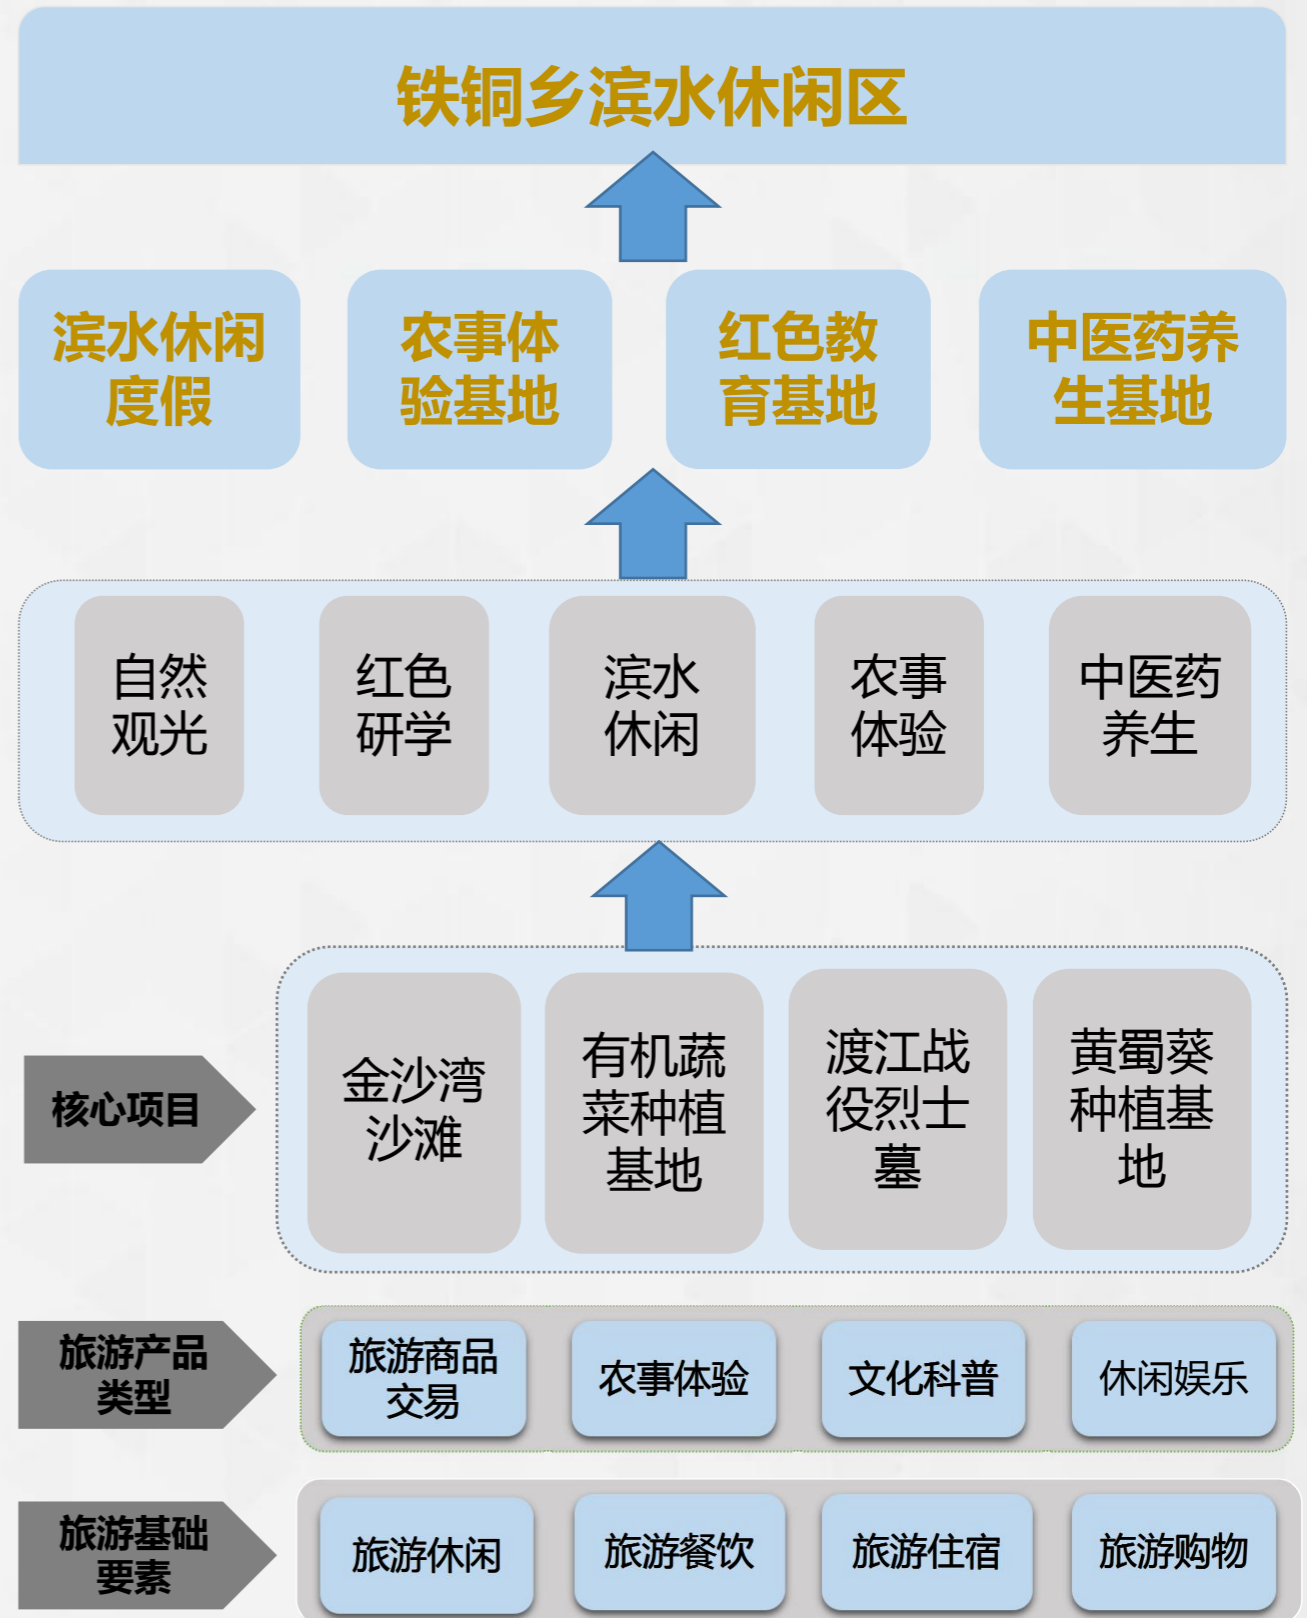 铁铜乡滨水休闲区
滨水休闲
度假
农事体
验基地
红色教
育基地
中医药养
生基地
自然
观光
红色
研学
滨水
休闲
农事
体验
中医药
养生
核心项目
金沙湾
沙滩
有机蔬
菜种植
基地
渡江战
役烈士
墓
黄蜀葵
种植基
地
旅游产品
类型
旅游商品
交易
农事体验
文化科普
休闲娱乐
旅游基础
要素
旅游休闲
旅游餐饮
旅游住宿
旅游购物